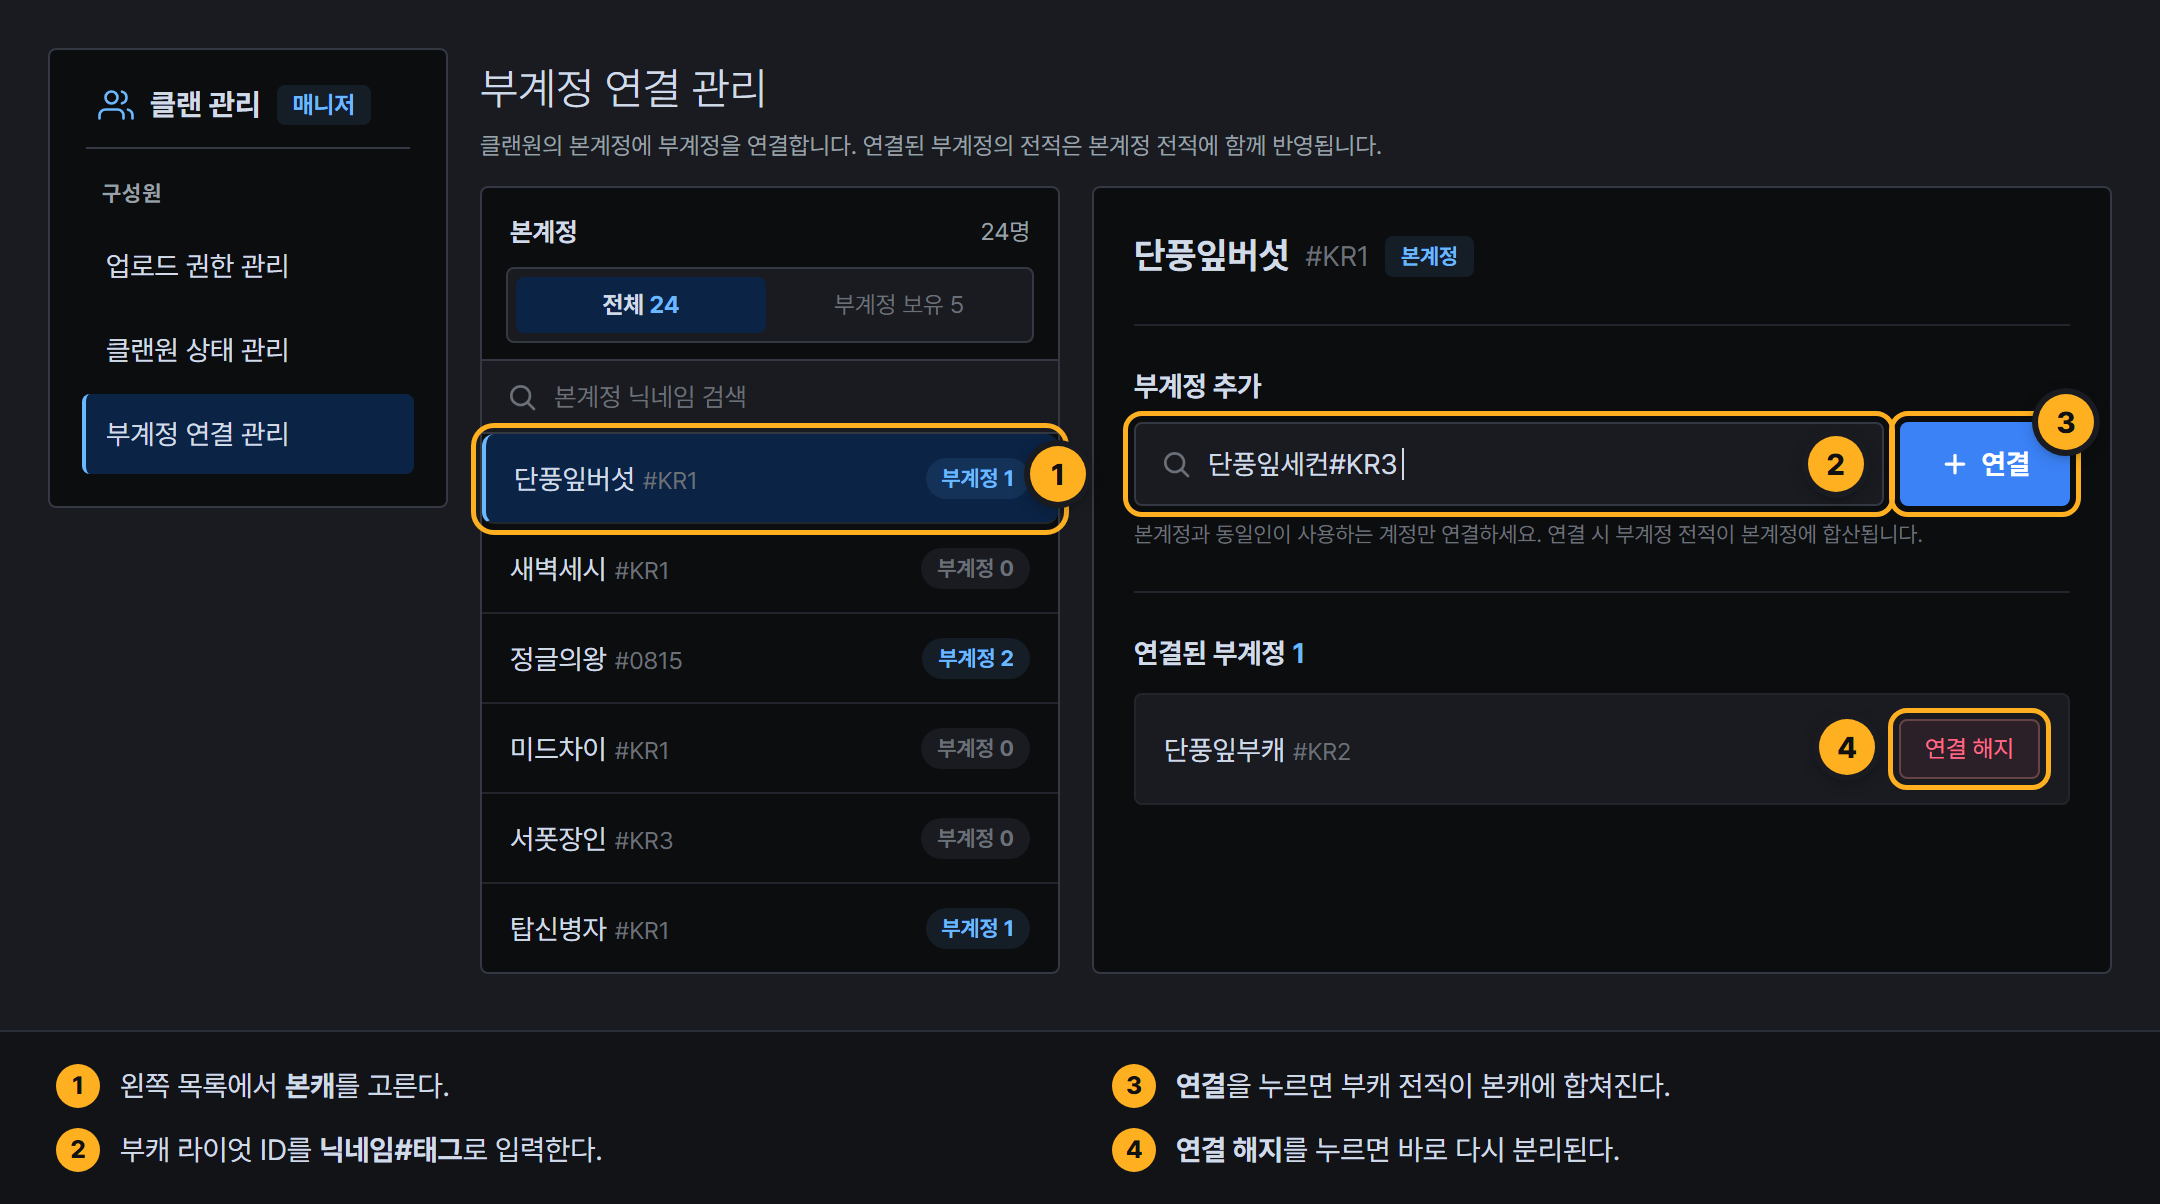 클랜 관리 매니저
구성원
업로드 권한 관리
클랜원 상태 관리
부계정 연결 관리
부계정 연결 관리
클랜원의 본계정에 부계정을 연결합니다. 연결된 부계정의 전적은 본계정 전적에 함께 반영됩니다.
본계정 24명
전체 24 부계정 보유 5
본계정 닉네임 검색
단풍잎버섯 #KR1 부계정 1 1
새벽세시 #KR1 부계정 0
정글의왕 #0815 부계정 2
미드차이 #KR1 부계정 0
서폿장인 #KR3 부계정 0
탑신병자 #KR1 부계정 1
단풍잎버섯 #KR1 본계정
부계정 추가
단풍잎세컨#KR3 2 + 연결 3
본계정과 동일인이 사용하는 계정만 연결하세요. 연결 시 부계정 전적이 본계정에 합산됩니다.
연결된 부계정 1
단풍잎부캐 #KR2 4 연결 해지
1 왼쪽 목록에서 본캐를 고른다.
2 부캐 라이엇 ID를 닉네임#태그로 입력한다.
3 연결을 누르면 부캐 전적이 본캐에 합쳐진다.
4 연결 해지를 누르면 바로 다시 분리된다.